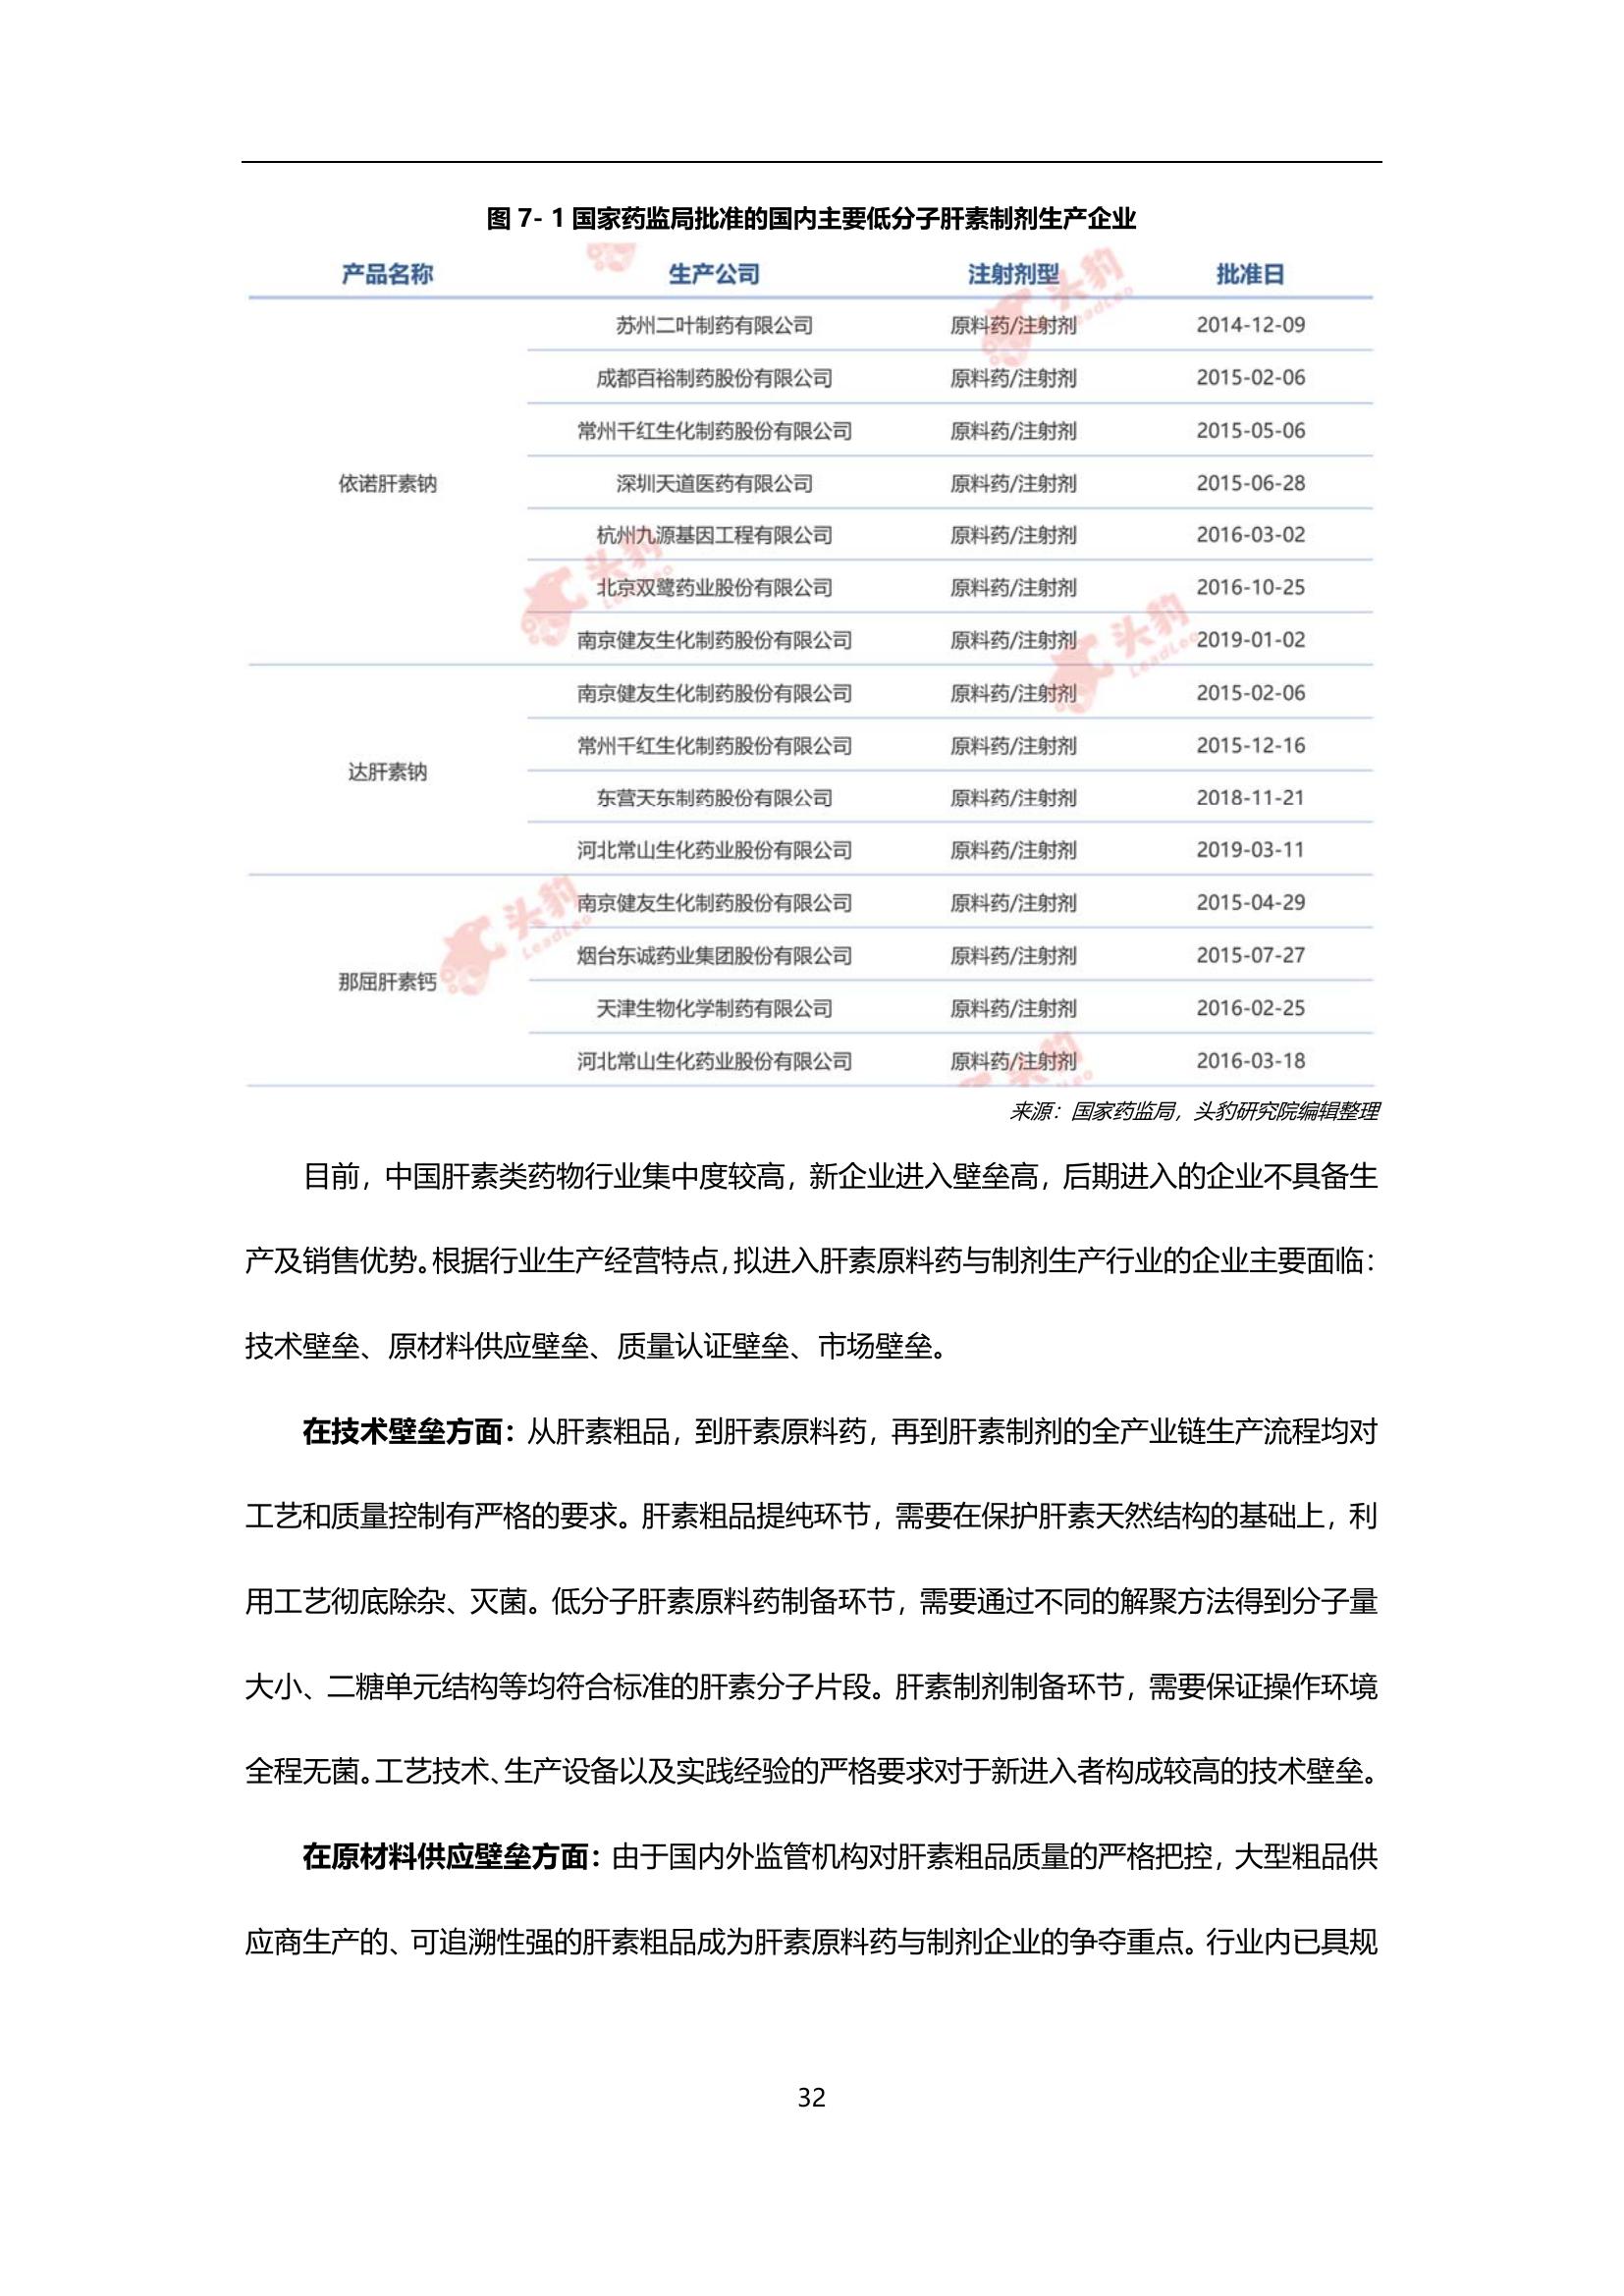 图 7- 1 国家药监局批准的国内主要低分子肝素制剂生产企业
产品名称 生产公司 注射剂型 批准日
苏州二叶制药有限公司 原料药/注射剂 2014-12-09
成都百裕制药股份有限公司 原料药/注射剂 2015-02-06
常州千红生化制药股份有限公司 原料药/注射剂 2015-05-06
依诺肝素钠 深圳天道医药有限公司 原料药/注射剂 2015-06-28
杭州九源基因工程有限公司 原料药/注射剂 2016-03-02
北京双鹭药业股份有限公司 原料药/注射剂 2016-10-25
南京健友生化制药股份有限公司 原料药/注射剂 2019-01-02
南京健友生化制药股份有限公司 原料药/注射剂 2015-02-06
常州千红生化制药股份有限公司 原料药/注射剂 2015-12-16
达肝素钠
东营天东制药股份有限公司 原料药/注射剂 2018-11-21
河北常山生化药业股份有限公司 原料药/注射剂 2019-03-11
南京健友生化制药股份有限公司 原料药/注射剂 2015-04-29
烟台东诚药业集团股份有限公司 原料药/注射剂 2015-07-27
那屈肝素钙
天津生物化学制药有限公司 原料药/注射剂 2016-02-25
河北常山生化药业股份有限公司 原料药/注射剂 2016-03-18
头豹 LeadLeo
头豹 LeadLeo
头豹 LeadLeo
头豹 LeadLeo
来源：国家药监局，头豹研究院编辑整理
目前，中国肝素类药物行业集中度较高，新企业进入壁垒高，后期进入的企业不具备生
产及销售优势。根据行业生产经营特点，拟进入肝素原料药与制剂生产行业的企业主要面临：
技术壁垒、原材料供应壁垒、质量认证壁垒、市场壁垒。
在技术壁垒方面：从肝素粗品，到肝素原料药，再到肝素制剂的全产业链生产流程均对
工艺和质量控制有严格的要求。肝素粗品提纯环节，需要在保护肝素天然结构的基础上，利
用工艺彻底除杂、灭菌。低分子肝素原料药制备环节，需要通过不同的解聚方法得到分子量
大小、二糖单元结构等均符合标准的肝素分子片段。肝素制剂制备环节，需要保证操作环境
全程无菌。工艺技术、生产设备以及实践经验的严格要求对于新进入者构成较高的技术壁垒。
在原材料供应壁垒方面：由于国内外监管机构对肝素粗品质量的严格把控，大型粗品供
应商生产的、可追溯性强的肝素粗品成为肝素原料药与制剂企业的争夺重点。行业内已具规
32